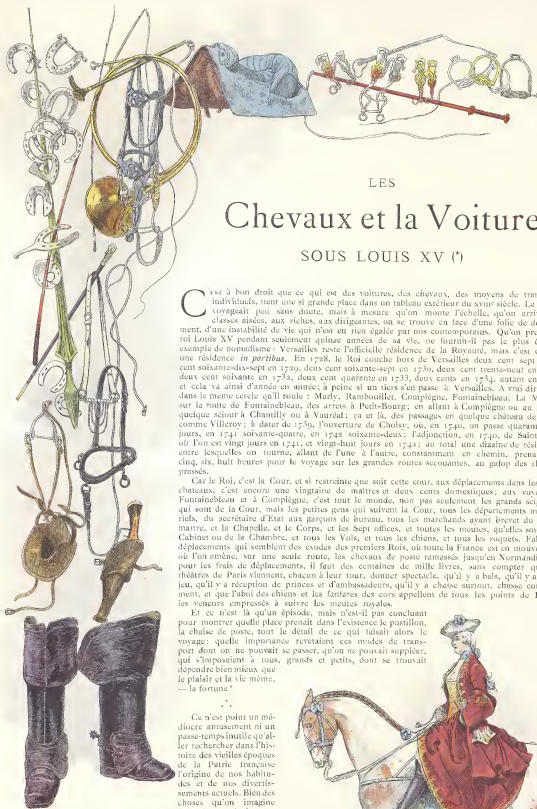 LES
Chevaux et la Voiture
SOUS LOUIS XV (*)
C'EST à bon droit que ce qui est des voitures, des chevaux, des moyens de
individuels, tient une si grande place dans un tableau extérieur du XVIIIe siècle. Le
voyageait peu sans doute, mais à mesure qu'on monte l'échelle, qu'on
classes aisées, aux riches, aux dirigeantes, on se trouve en face d'une folie de
ment, d'une instabilité de vie qui n'est en rien égalée par nos contemporains. Qu'on
roi Louis XV pendant seulement quinze années de sa vie, ne fournit-il pas le plus
exemple de nomadisme? Versailles reste l'officielle résidence de la Royauté, mais c'est
une résidence in partibus. En 1728, le Roi couche hors de Versailles deux cent sept
cent soixante-dix-sept en 1729, deux cent soixante-sept en 1730, deux cent trente-neuf en
deux cent soixante en 1732, deux cent quarante en 1733, deux cents en 1734, autant en
et cela va ainsi d'année en année; à peine si un tiers s'en passe à Versailles. A vrai
dans le même cercle qu'il roule: Marly, Rambouillet, Compiègne, Fontainebleau, La
sur la route de Fontainebleau, des arrêts à Petit-Bourg; en allant à Compiègne ou au
quelque séjour à Chantilly ou à Vauréal; çà et là, des passages en quelque château de
comme Villeroy; à dater de 1739, l'ouverture de Choisy, où, en 1740, on passe
jours, en 1741 soixante-quatre, en 1742 soixante-deux; l'adjonction, en 1740, de
où l'on est vingt jours en 1741, et vingt-huit jours en 1742; au total une dizaine de
entre lesquelles on tourne, allant de l'une à l'autre, constamment en chemin,
cinq, six, huit heures pour le voyage sur les grandes routes secouantes, au galop des
pressés.
Car le Roi, c'est la Cour, et si restreinte que soit cette cour, aux déplacements dans les
châteaux, c'est encore une vingtaine de maîtres et deux cents domestiques; aux
Fontainebleau et à Compiègne, c'est tout le monde, non pas seulement les grands
qui sont de la Cour, mais les petites gens qui suivent la Cour, tous les départements
riels, du secrétaire d'État aux garçons de bureau, tous les marchands ayant brevet du
maître, et la Chapelle, et le Corps, et les Sept offices, et toutes les meutes, qu'elles
Cabinet ou de la Chambre, et tous les Vols, et tous les chiens, et tous les roquets.
déplacements qui semblent des exodes des premiers Rois, où toute la France est en
où l'on amène, sur une seule route, les chevaux de poste ramassés jusqu'en
pour les frais de déplacements, il faut des centaines de mille livres, sans compter
théâtres de Paris viennent, chacun à leur tour, donner spectacle, qu'il y a bals, qu'il y
jeu, qu'il y a réception de princes et d'ambassadeurs, qu'il y a chasse surtout, chasse
ment, et que l'aboi des chiens et les fanfares des cors appellent de tous les points de
les veneurs empressés à suivre les meutes royales.
Et ce n'est là qu'un épisode, mais n'est-il pas concluant
pour montrer quelle place prenait dans l'existence le postillon,
la chaise de poste, tout le détail de ce qui faisait alors le
voyage: quelle importance revêtaient ces modes de trans-
port dont on ne pouvait se passer, qu'on ne pouvait suppléer,
qui s'imposaient à tous, grands et petits, dont se trouvait
dépendre bien mieux que
le plaisir et la vie même,
— la fortune!
Ce n'est point un mé-
diocre amusement ni un
passe-temps inutile qu'al-
ler rechercher dans l'his-
toire des vieilles époques
de la Patrie française
l'origine de nos habitu-
des et de nos divertis-
sements actuels. Bien des
choses qu'on imagine